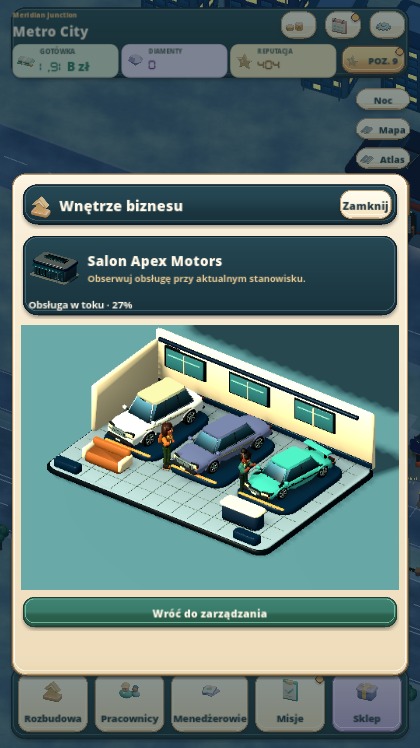 Meridian Junction
Metro City
GOTÓWKA
B zł
DIAMENTY
0
REPUTACJA
404
POZ. 9
Noc
Mapa
Atlas
Wnętrze biznesu
Zamknij
Salon Apex Motors
Obserwuj obsługę przy aktualnym stanowisku.
Obsługa w toku · 27%
Wróć do zarządzania
Rozbudowa
Pracownicy
Menedżerowie
Misje
Sklep